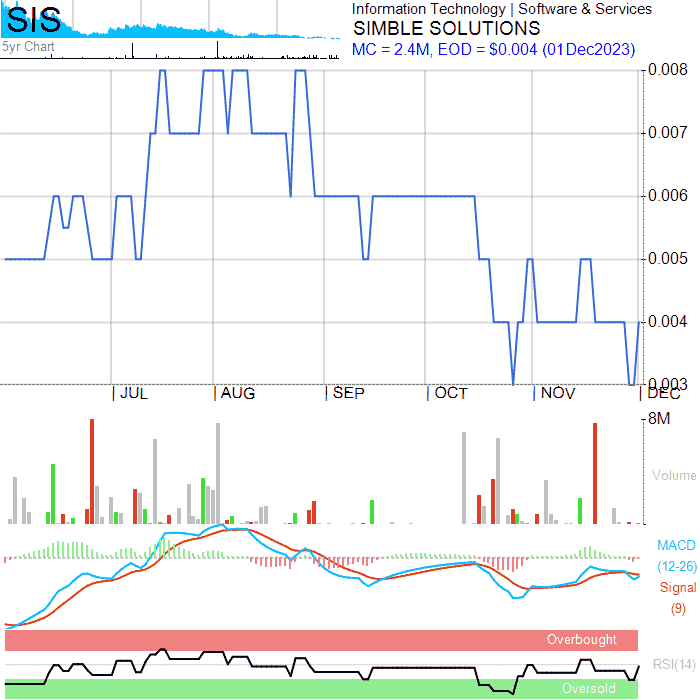 SIS
Information Technology | Software & Services
SIMBLE SOLUTIONS
5yr Chart
MC = 2.4M, EOD = $0.004 (01Dec2023)
0.008
0.007
0.006
0.005
0.004
0.003
| JUL | AUG | SEP | OCT | NOV | DEC
8M
Volume
MACD
(12-26)
Signal
(9)
Overbought
RSI(14)
Oversold